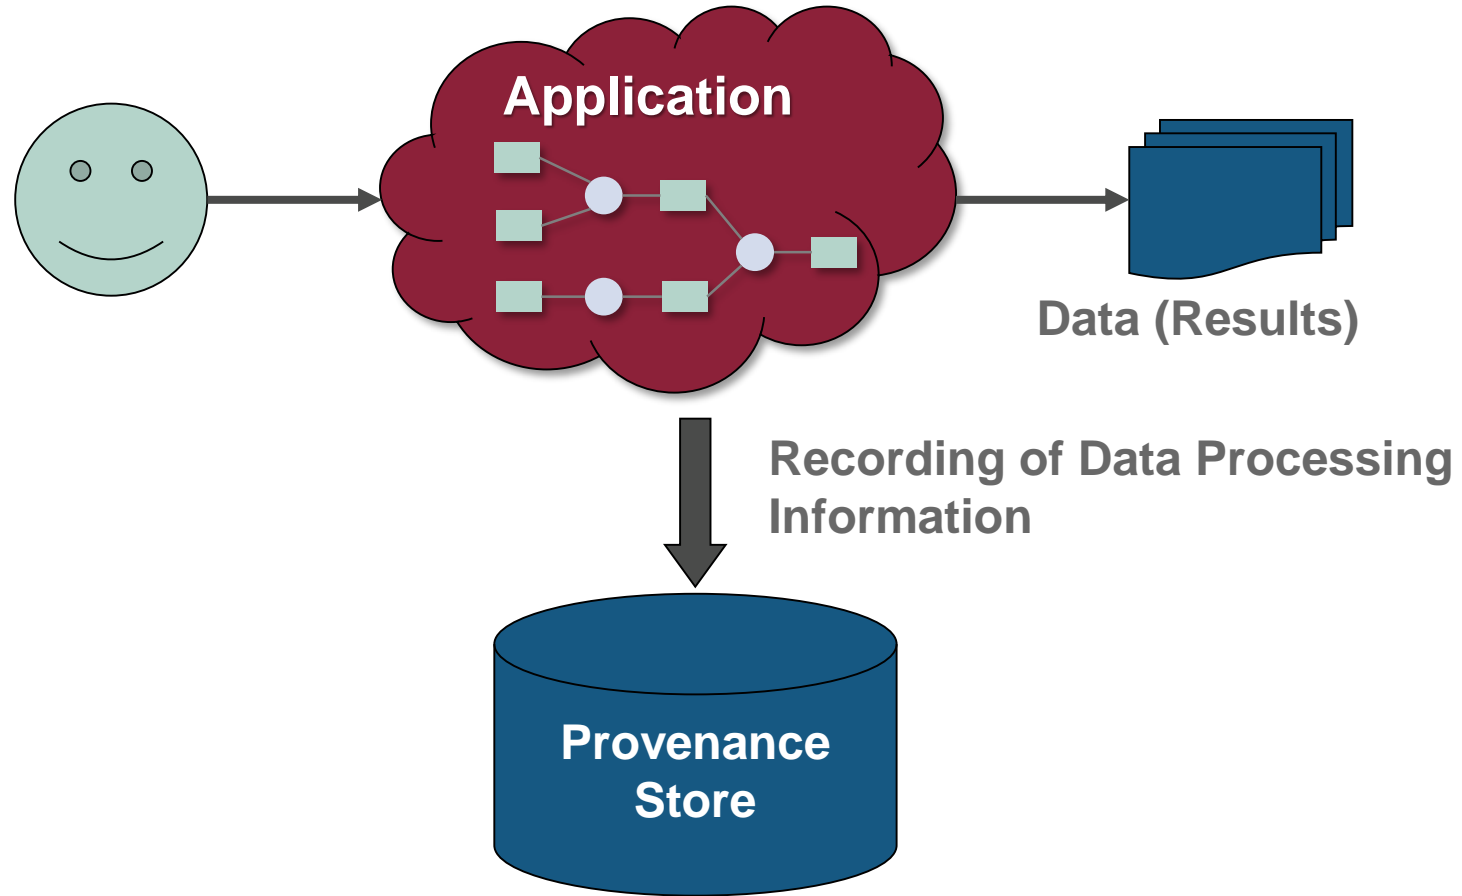 Application
Data (Results)
Recording of Data Processing
Information
Provenance
Store